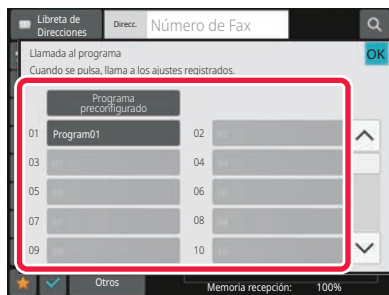 Libreta de
Direcciones
Direcc.
Número de Fax
Llamada al programa
OK
Cuando se pulsa, llama a los ajustes registrados.
Programa
preconfigurado
01 Program01 02
03 04
05 06
07 08
09 10
Otros
Memoria recepción: 100%